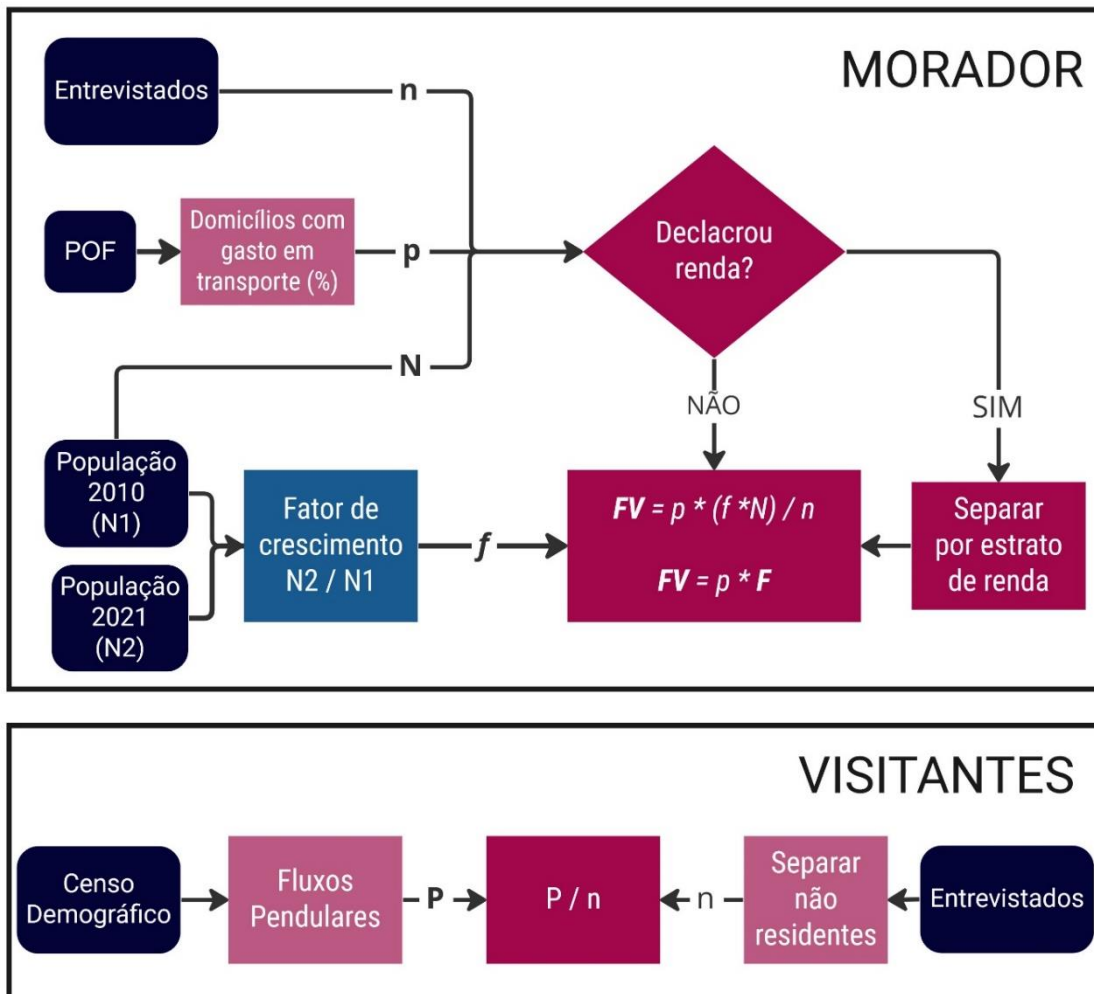 MORADOR
Entrevistados
n
POF
Domicílios com
gasto em
transporte (%)
p
Declacrou
renda?
N
NÃO
SIM
População
2010
(N1)
População
2021
(N2)
Fator de
crescimento
N2 / N1
f
FV = p * (f *N) / n
FV = p * F
Separar
por estrato
de renda
VISITANTES
Censo
Demográfico
Fluxos
Pendulares
P
P / n
n
Separar
não
residentes
Entrevistados